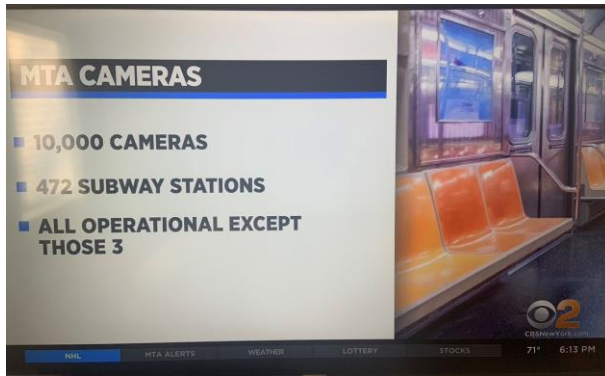 MTA CAMERAS
10,000 CAMERAS
472 SUBWAY STATIONS
ALL OPERATIONAL EXCEPT
THOSE 3
2
CBSNewYork.com
NHL MTA ALERTS WEATHER LOTTERY STOCKS 71° 6:13 PM